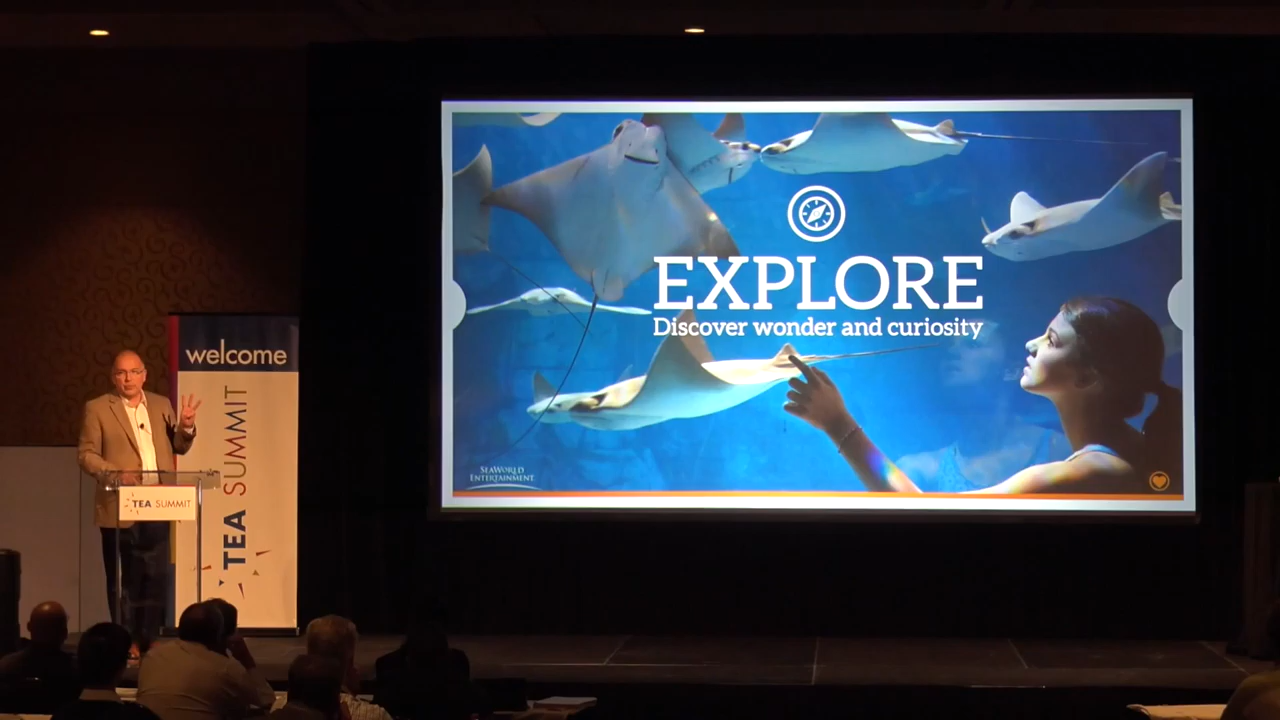 welcome
TEA SUMMIT
TEA SUMMIT
EXPLORE
Discover wonder and curiosity
SEAWORLD
ENTERTAINMENT